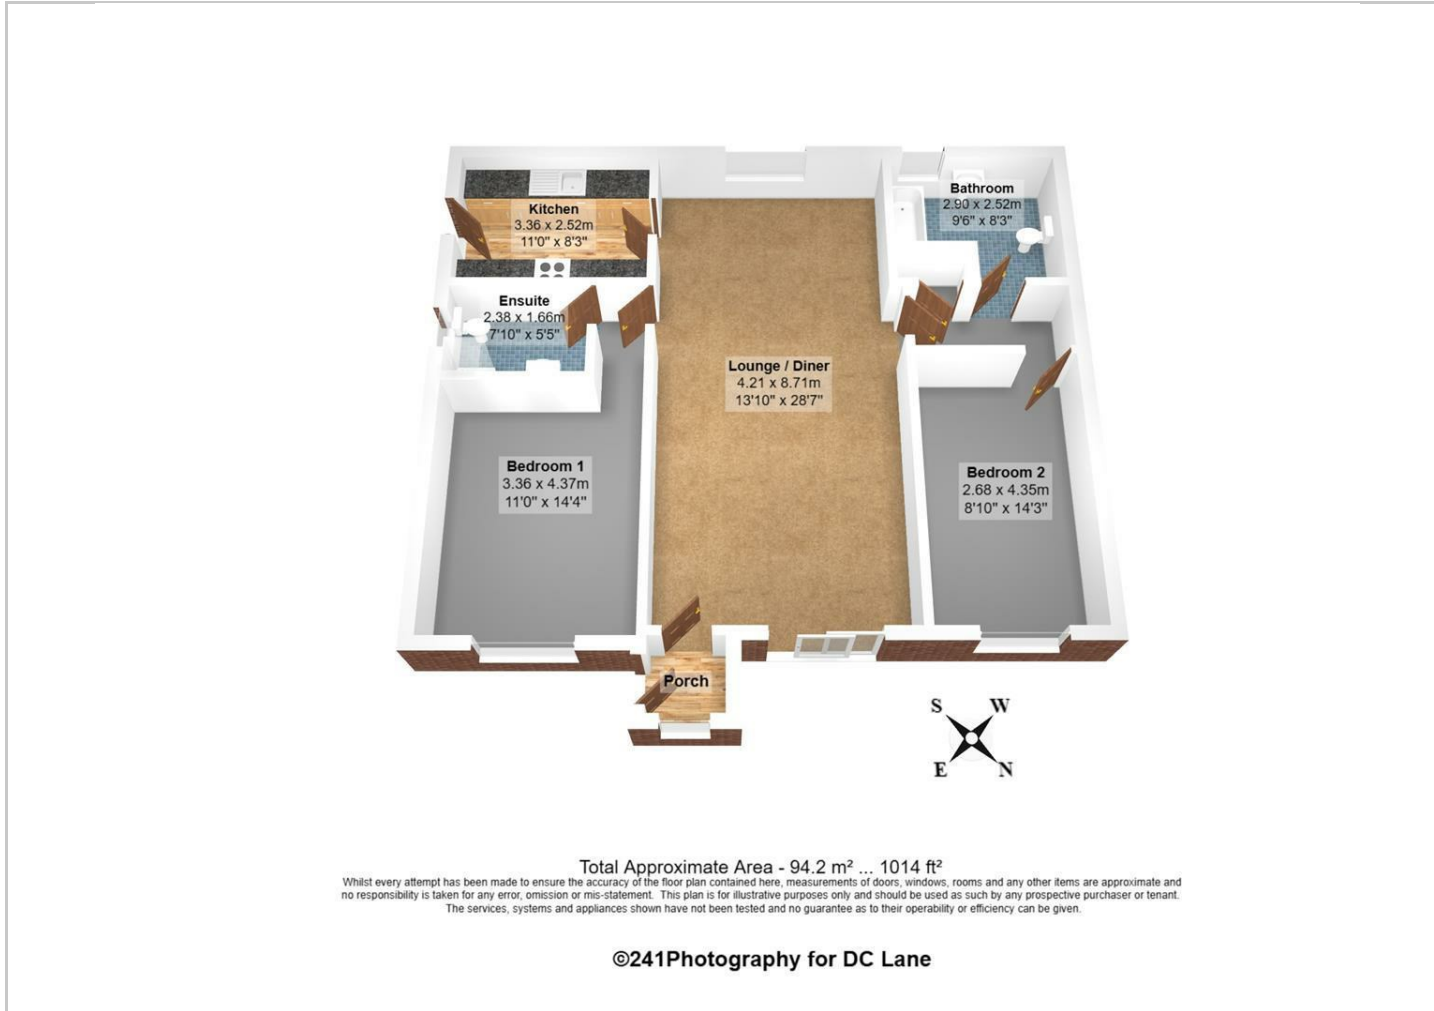 Kitchen
3.36 x 2.52m
11'0" x 8'3"
Bathroom
2.90 x 2.52m
9'6" x 8'3"
Ensuite
2.38 x 1.66m
7'10" x 5'5"
Lounge / Diner
4.21 x 8.71m
13'10" x 28'7"
Bedroom 1
3.36 x 4.37m
11'0" x 14'4"
Bedroom 2
2.68 x 4.35m
8'10" x 14'3"
Porch
S W
E N
Total Approximate Area - 94.2 m² ... 1014 ft²
Whilst every attempt has been made to ensure the accuracy of the floor plan contained here, measurements of doors, windows, rooms and any other items are approximate and
no responsibility is taken for any error, omission or mis-statement. This plan is for illustrative purposes only and should be used as such by any prospective purchaser or tenant.
The services, systems and appliances shown have not been tested and no guarantee as to their operability or efficiency can be given.
©241Photography for DC Lane